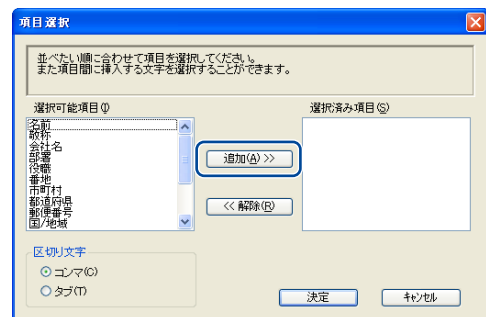 項目選択
並べたい順に合わせて項目を選択してください。
また項目間に挿入する文字を選択することができます。
選択可能項目(I)
名前
敬称
会社名
部署
役職
番地
市町村
都道府県
郵便番号
国/地域
追加(A) >>
<< 解除(R)
選択済み項目(S)
区切り文字
コンマ(C)
タブ(T)
決定
キャンセル